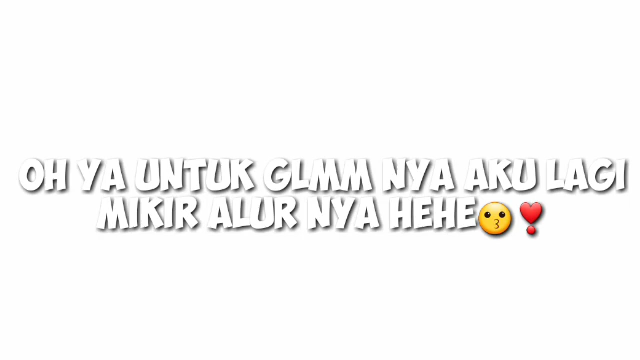 OH YA UNTUK GLMM NYA AKU LAGI
MIKIR ALUR NYA HEHE😗❣️